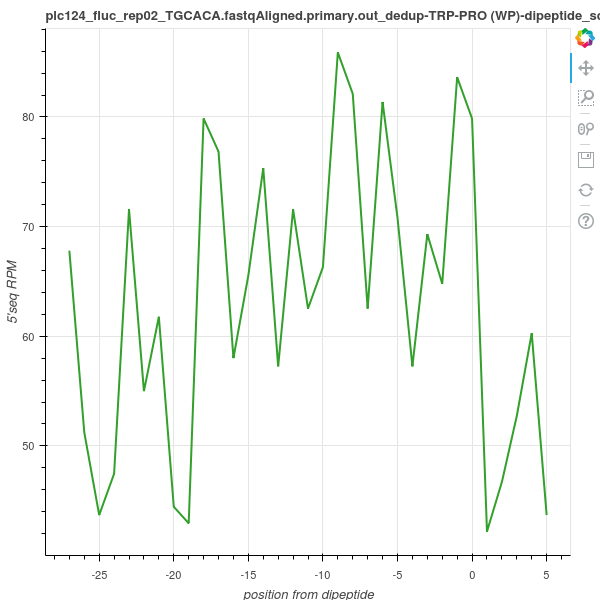 plc124_fluc_rep02_TGCACA.fastqAligned.primary.out_dedup-TRP-PRO (WP)-dipeptide_sc
80
70
60
50
5'seq RPM
-25 -20 -15 -10 -5 0 5
position from dipeptide